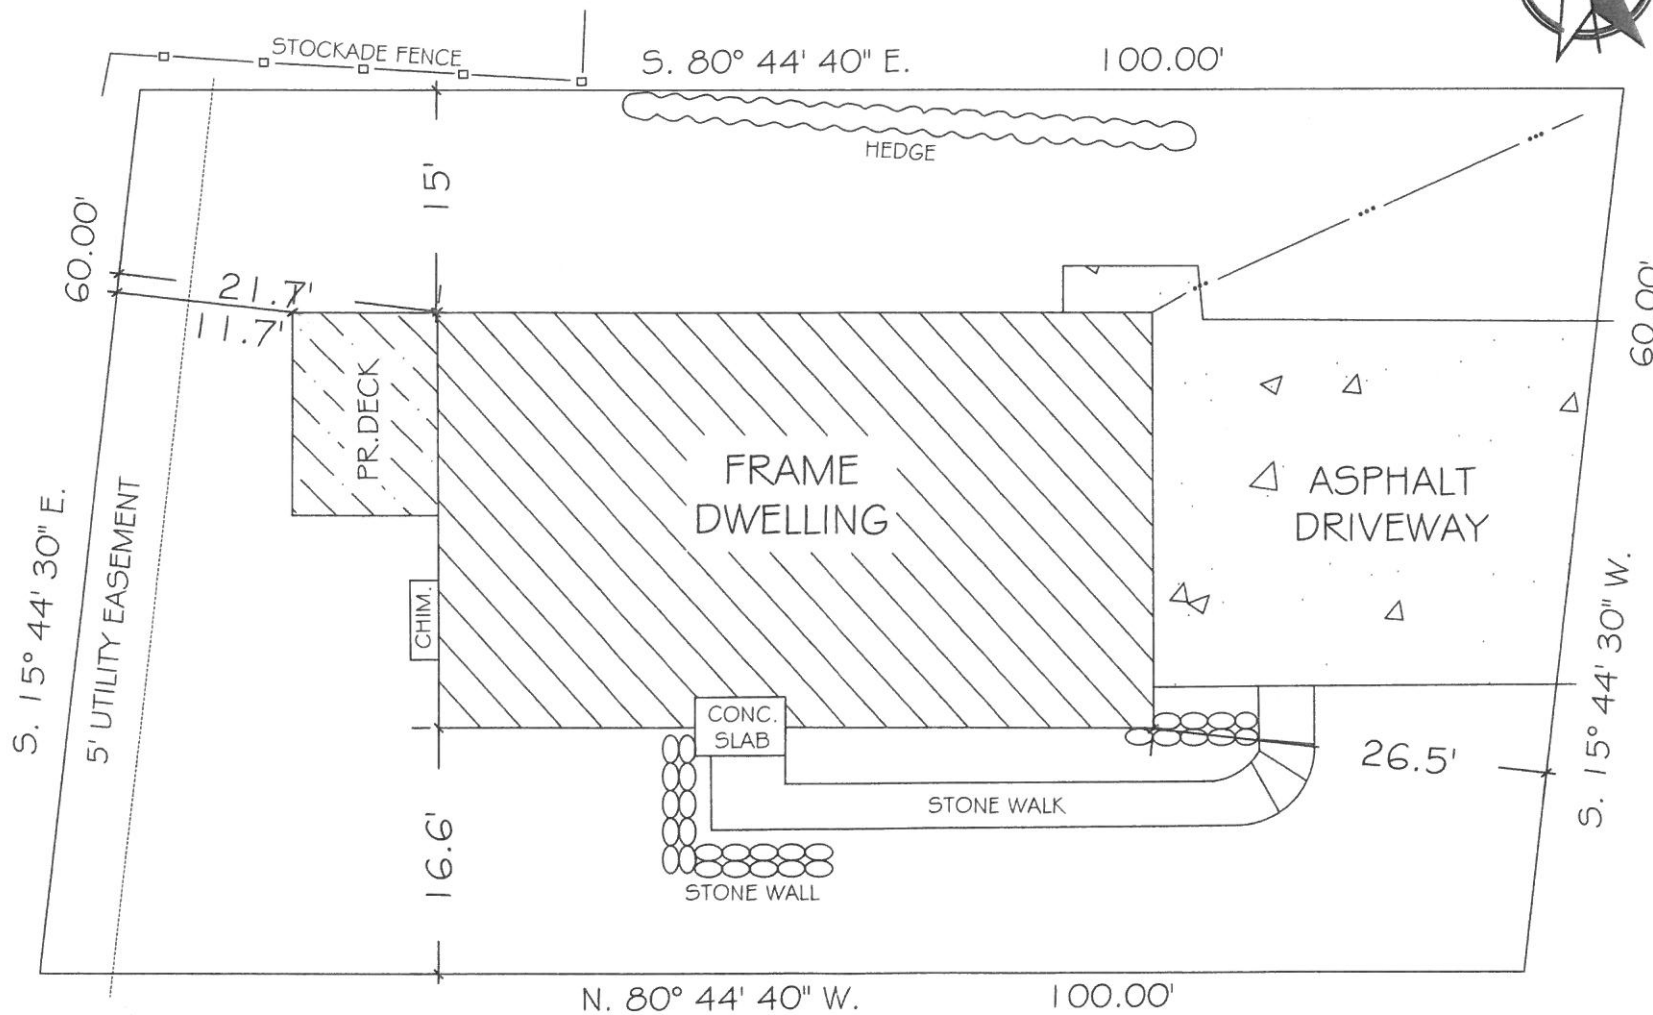 STOCKADE FENCE
S. 80° 44' 40" E.
100.00'
HEDGE
15'
60.00'
21.7'
11.7'
60.00'
PR.DECK
FRAME
DWELLING
ASPHALT
DRIVEWAY
S. 15° 44' 30" E.
5' UTILITY EASEMENT
CHIM.
CONC.
SLAB
26.5'
S. 15° 44' 30" W.
STONE WALK
16.6'
STONE WALL
N. 80° 44' 40" W.
100.00'